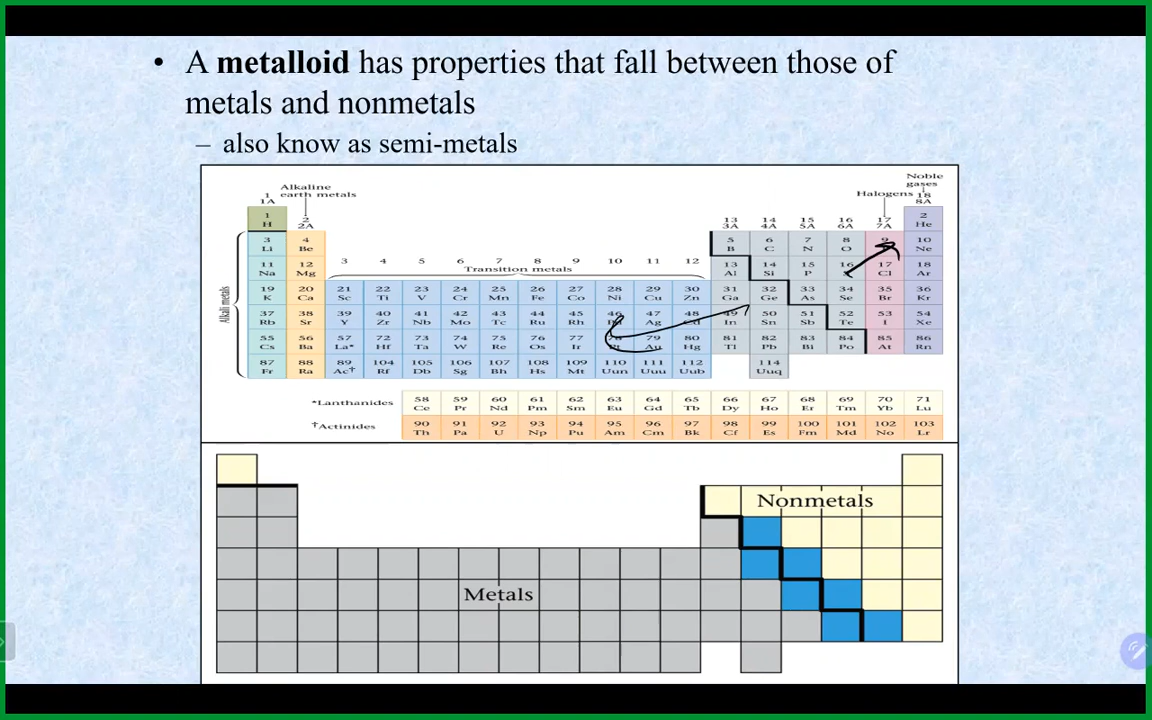 • A metalloid has properties that fall between those of
metals and nonmetals
– also know as semi-metals
Noble
gases
Alkaline
1 earth metals Halogens 18
1A 8A
1 2 13 14 15 16 17 2
H 2A 3A 4A 5A 6A 7A He
3 4 5 6 7 8 9 10
Li Be B C N O Ne
11 12 3 4 5 6 7 8 9 10 11 12 13 14 15 16 17 18
Na Mg Transition metals Al Si P Cl Ar
19 20 21 22 23 24 25 26 27 28 29 30 31 32 33 34 35 36
K Ca Sc Ti V Cr Mn Fe Co Ni Cu Zn Ga Ge As Se Br Kr
37 38 39 40 41 42 43 44 45 46 47 48 49 50 51 52 53 54
Rb Sr Y Zr Nb Mo Tc Ru Rh Ag In Sn Sb Te I Xe
55 56 57 72 73 74 75 76 77 78 79 80 81 82 83 84 85 86
Cs Ba La* Hf Ta W Re Os Ir Pt Au Hg Tl Pb Bi Po At Rn
87 88 89 104 105 106 107 108 109 110 111 112 114
Fr Ra Ac† Rf Db Sg Bh Hs Mt Uun Uuu Uub Uuq
Alkali metals
*Lanthanides
58 59 60 61 62 63 64 65 66 67 68 69 70 71
Ce Pr Nd Pm Sm Eu Gd Tb Dy Ho Er Tm Yb Lu
†Actinides
90 91 92 93 94 95 96 97 98 99 100 101 102 103
Th Pa U Np Pu Am Cm Bk Cf Es Fm Md No Lr
Nonmetals
Metals